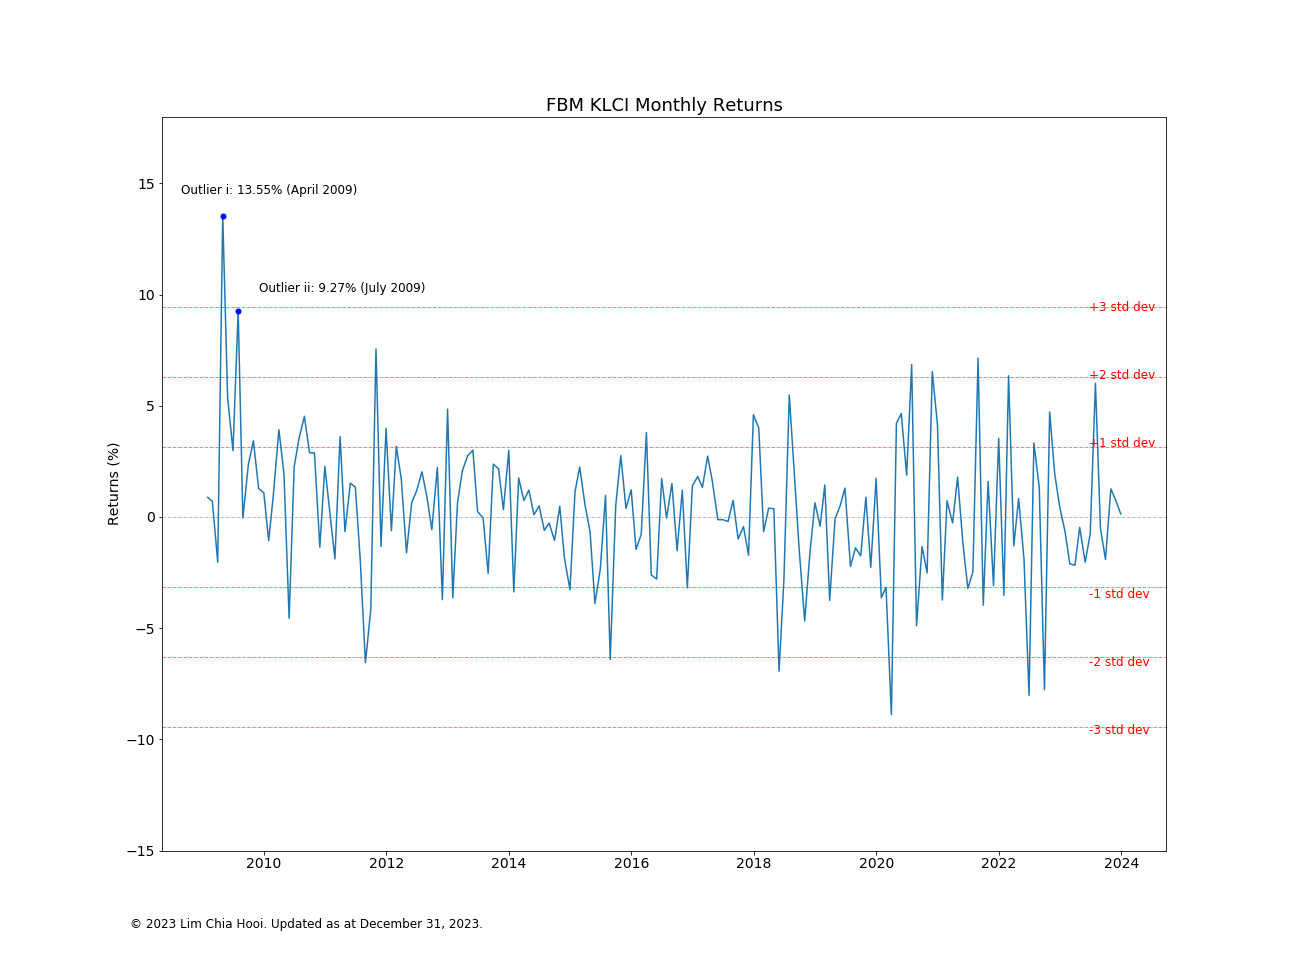 FBM KLCI Monthly Returns
15
Outlier i: 13.55% (April 2009)
Outlier ii: 9.27% (July 2009)
10
+3 std dev
+2 std dev
5
+1 std dev
Returns (%)
0
-1 std dev
−5
-2 std dev
-3 std dev
−10
−15
2010 2012 2014 2016 2018 2020 2022 2024
© 2023 Lim Chia Hooi. Updated as at December 31, 2023.